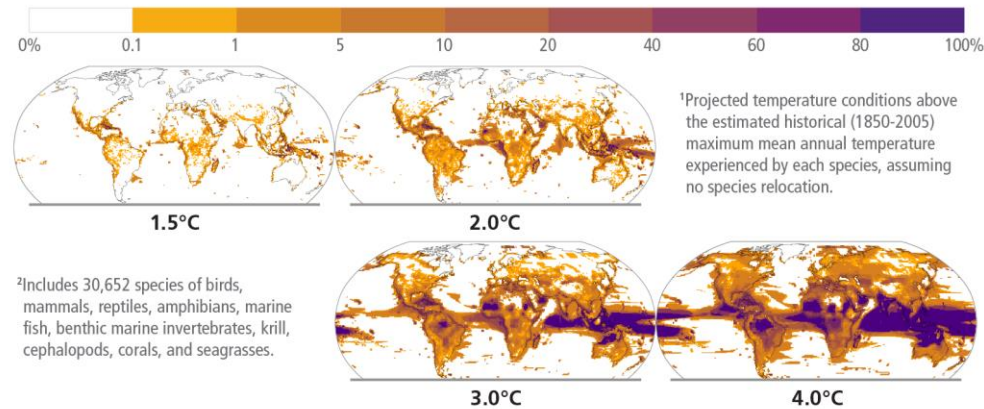 0% 0.1 1 5 10 20 40 60 80 100%
¹Projected temperature conditions above
the estimated historical (1850-2005)
maximum mean annual temperature
experienced by each species, assuming
no species relocation.
1.5°C 2.0°C
²Includes 30,652 species of birds,
mammals, reptiles, amphibians, marine
fish, benthic marine invertebrates, krill,
cephalopods, corals, and seagrasses.
3.0°C 4.0°C